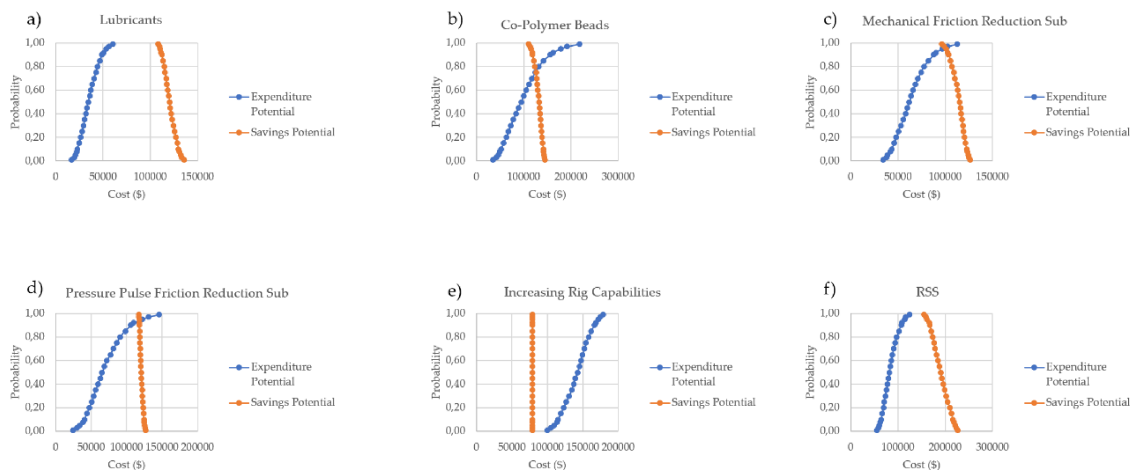 a) Lubricants
1,00
0,80
0,60
0,40
0,20
0,00
Probability
0 50000 100000 150000
Cost ($)
Expenditure
Potential
Savings Potential
b) Co-Polymer Beads
1,00
0,80
0,60
0,40
0,20
0,00
Probability
0 100000 200000 300000
Cost ($)
Expenditure
Potential
Savings Potential
c) Mechanical Friction Reduction Sub
1,00
0,80
0,60
0,40
0,20
0,00
Probability
0 50000 100000 150000
Cost ($)
Expenditure
Potential
Savings Potential
d) Pressure Pulse Friction Reduction Sub
1,00
0,80
0,60
0,40
0,20
0,00
Probability
0 50000 100000 150000 200000
Cost ($)
Expenditure
Potential
Savings Potential
e) Increasing Rig Capabilities
1,00
0,80
0,60
0,40
0,20
0,00
Probability
0 50000 100000 150000 200000
Cost ($)
Expenditure
Potential
Savings Potential
f) RSS
1,00
0,80
0,60
0,40
0,20
0,00
Probability
0 100000 200000 300000
Cost ($)
Expenditure
Potential
Savings Potential